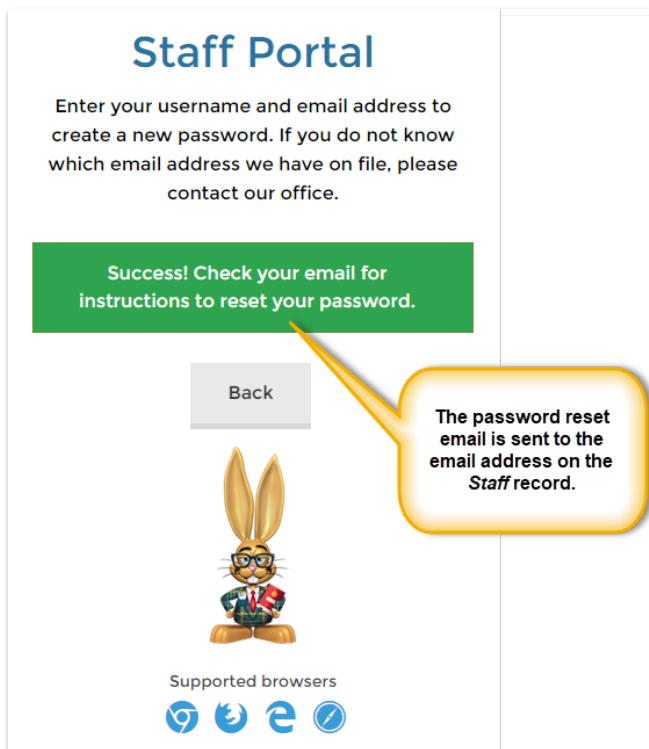 Staff Portal
Enter your username and email address to
create a new password. If you do not know
which email address we have on file, please
contact our office.
Success! Check your email for
instructions to reset your password.
Back
The password reset
email is sent to the
email address on the
Staff record.
Supported browsers